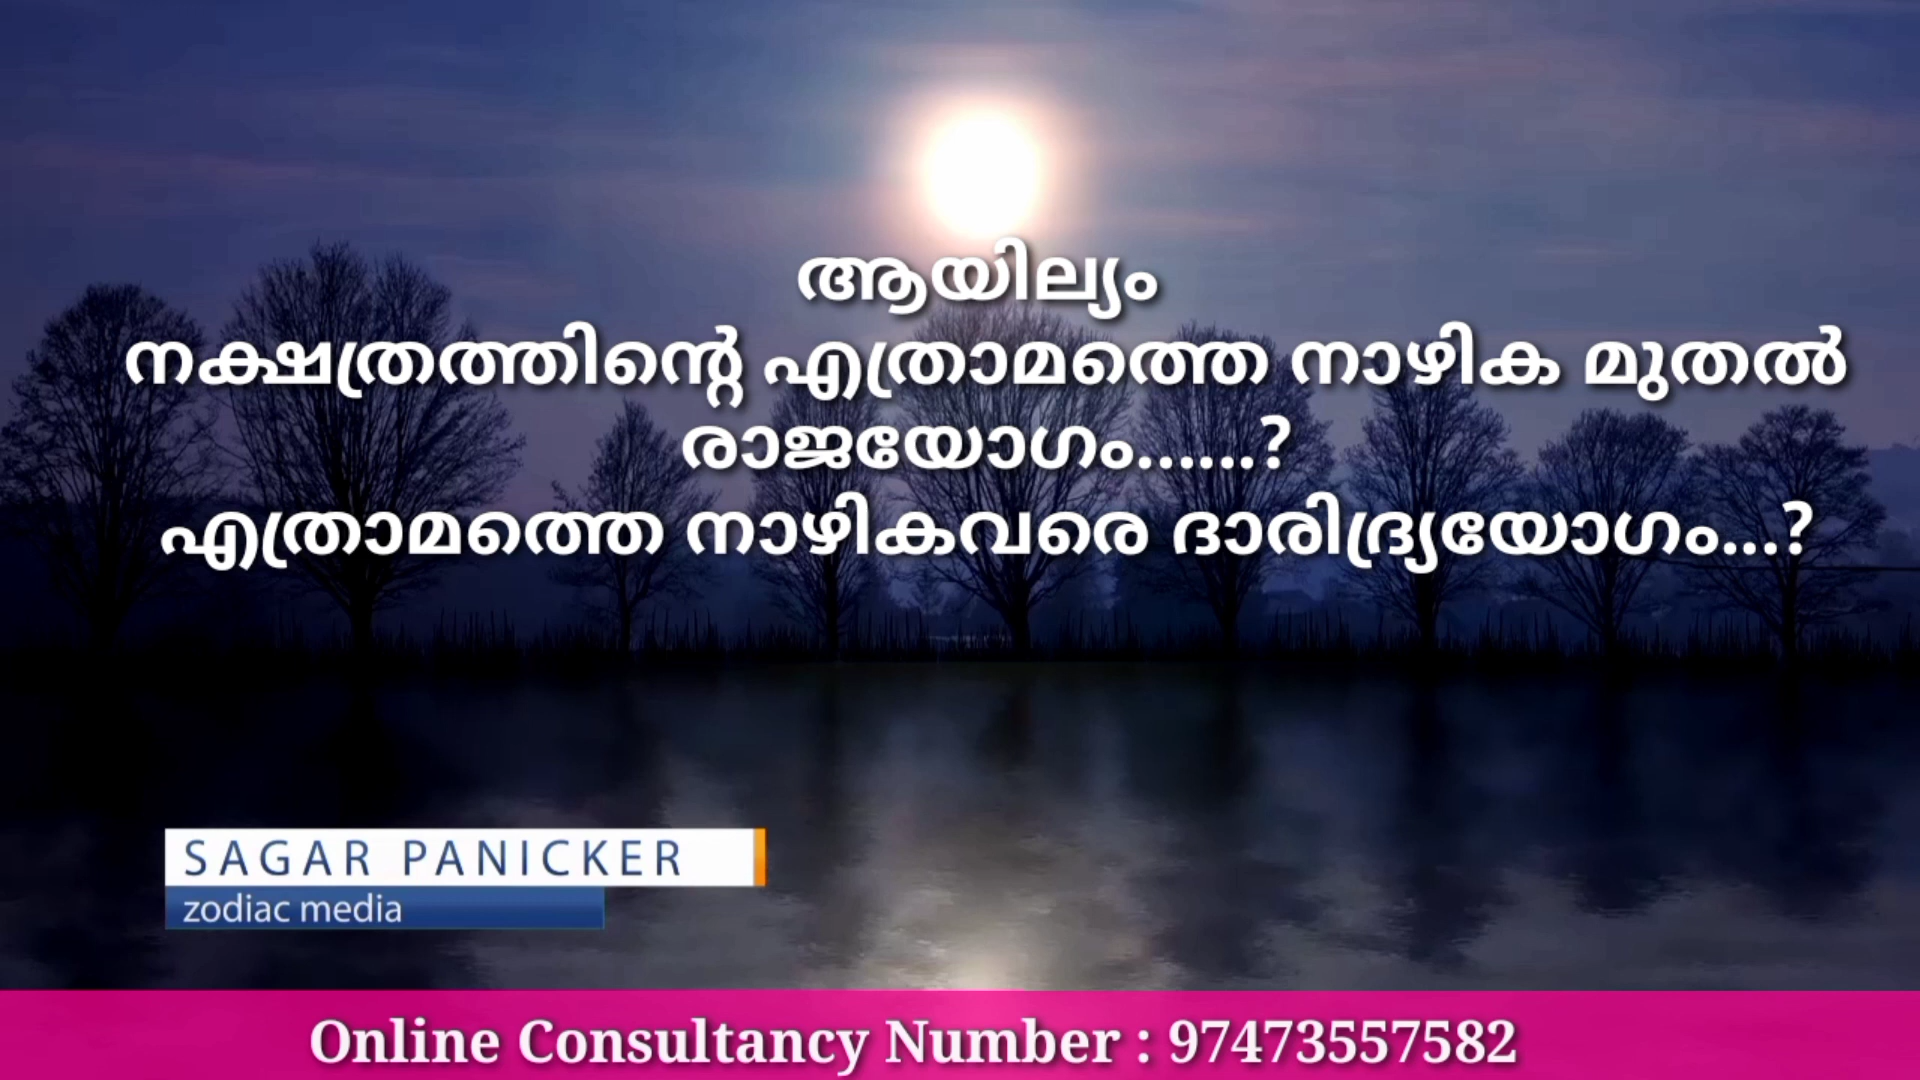 ആയില്യം
നക്ഷത്രത്തിന്റെ എത്രാമത്തെ നാഴിക മുതൽ
രാജയോഗം......?
എത്രാമത്തെ നാഴികവരെ ദാരിദ്ര്യയോഗം...?
SAGAR PANICKER
zodiac media
Online Consultancy Number : 97473557582